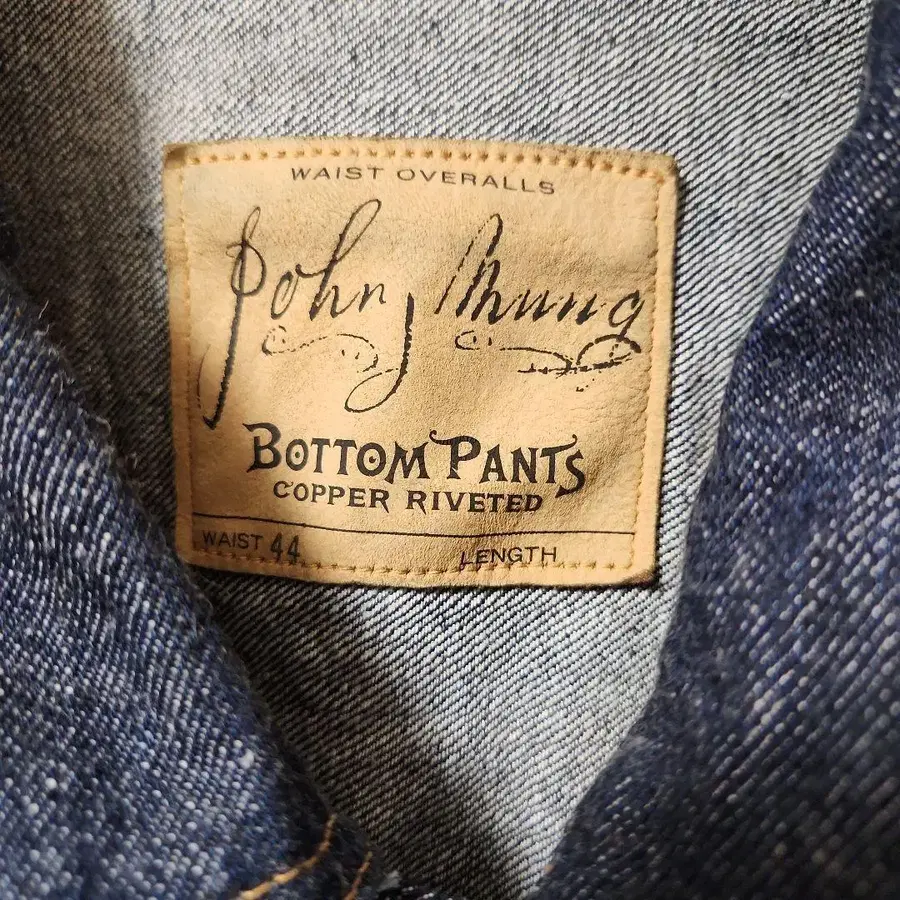 WAIST OVERALLS
John Mung
BOTTOM PANTS
COPPER RIVETED
WAIST 44 LENGTH